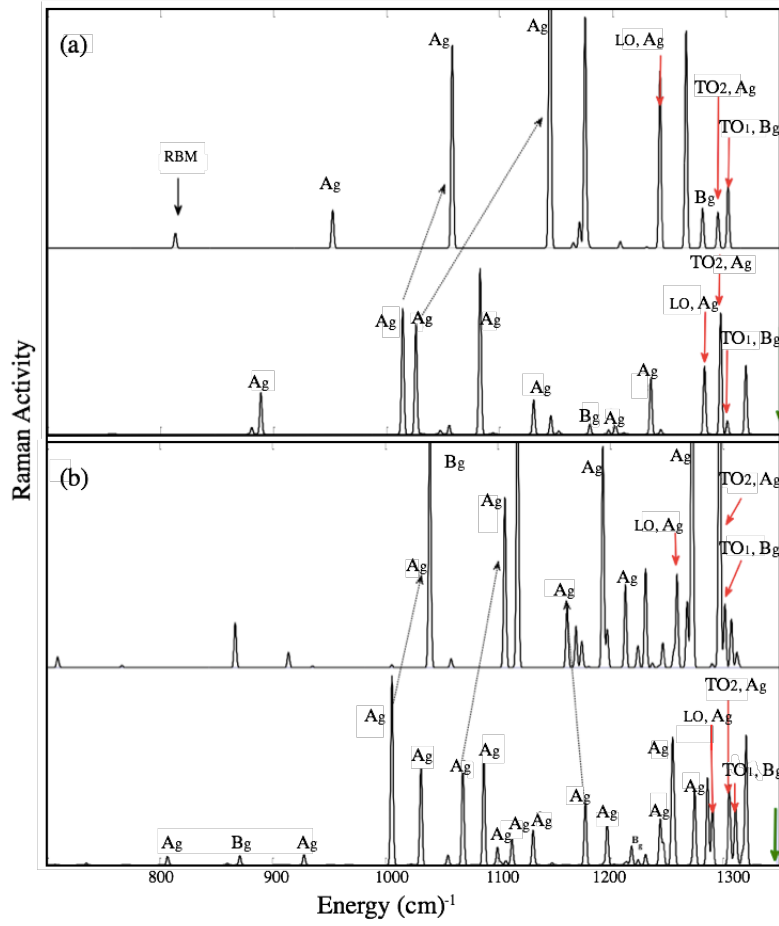 (a)
Ag
Ag
LO, Ag
TO2, Ag
TO1, Bg
RBM
Ag
Bg
TO2, Ag
LO, Ag
Ag
Ag
Ag
TO1, Bg
Ag
Ag
Ag
Bg
Ag
(b)
Bg
Ag
Ag
TO2, Ag
Ag
LO, Ag
TO1, Bg
Ag
Ag
Ag
TO2, Ag
Ag
LO, Ag
Ag
Ag
Ag
TO1, Bg
Ag
Ag
Ag
Ag
Ag
Ag
Ag
Ag
Ag
Bg
Ag
Bg
Raman Activity
800
900
1000
1100
1200
1300
Energy (cm)-1